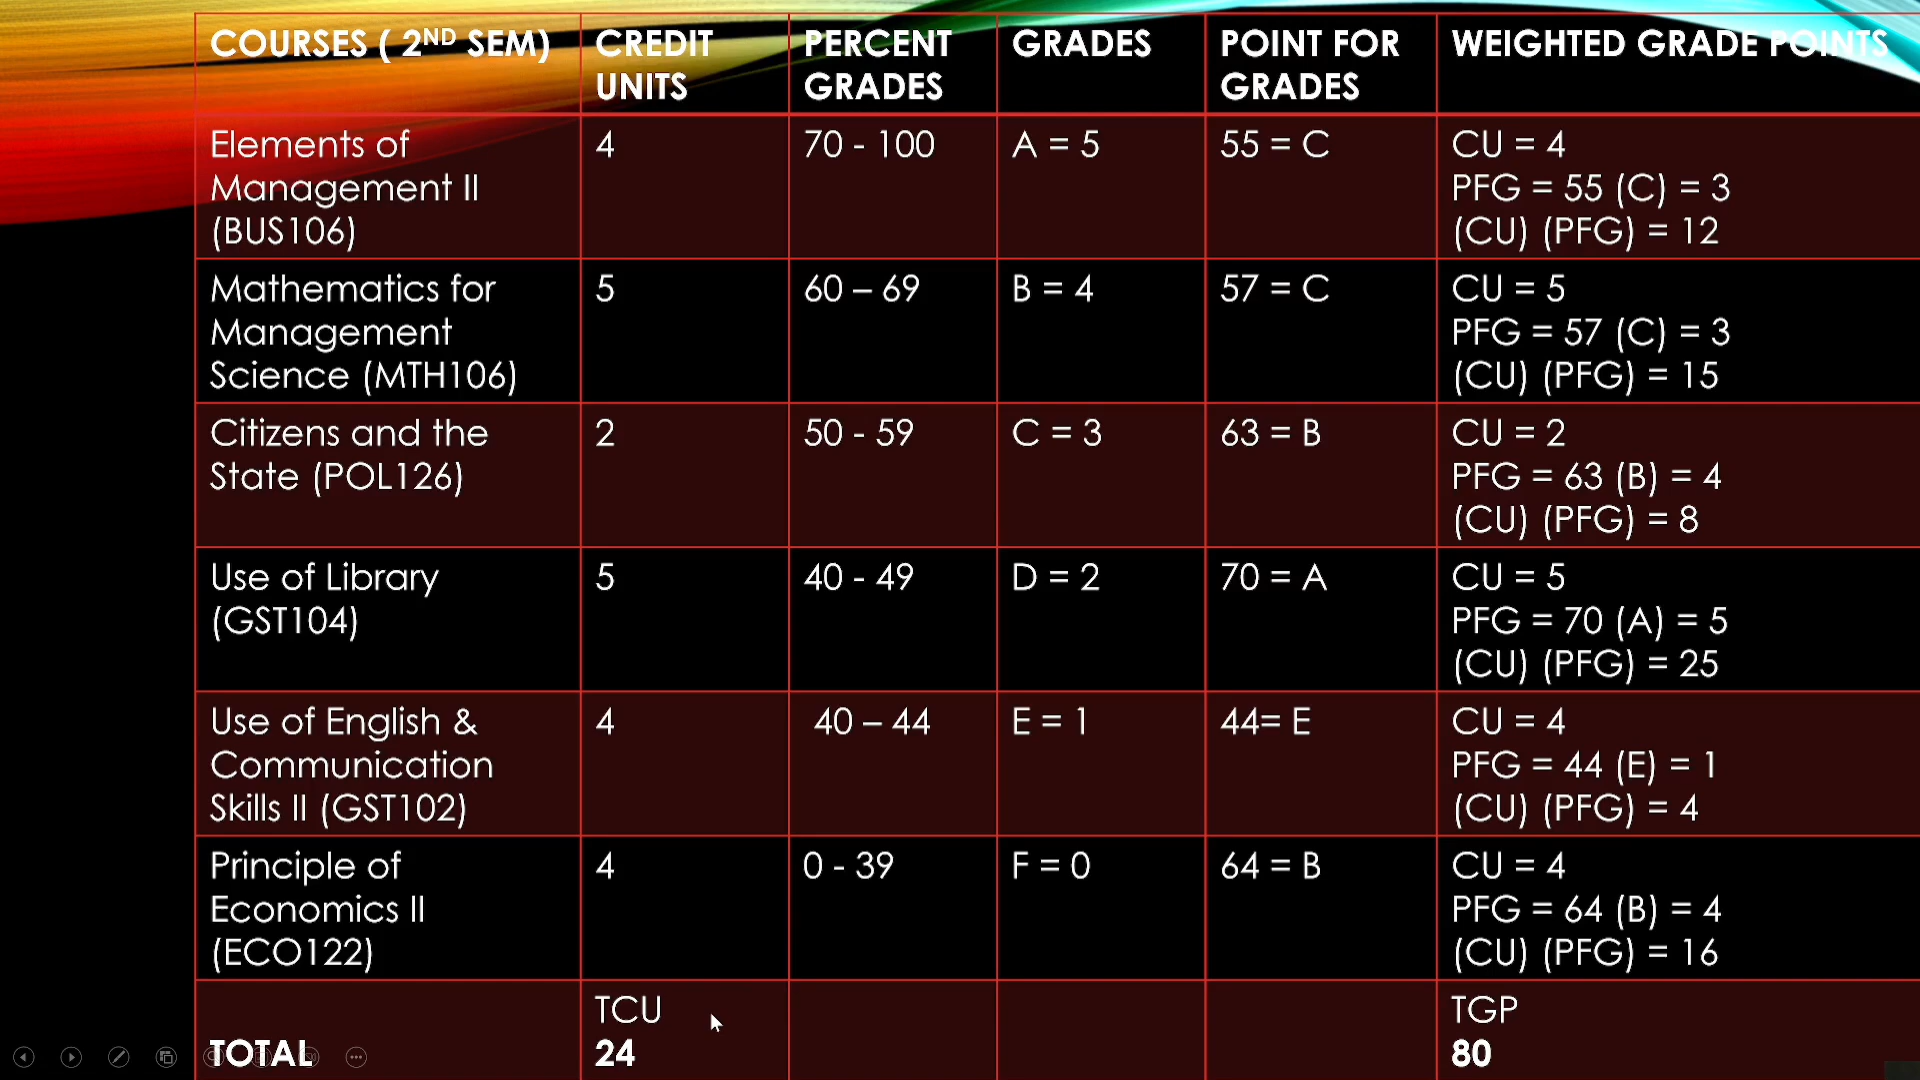 COURSES ( 2ND SEM)
CREDIT
UNITS
PERCENT
GRADES
GRADES
POINT FOR
GRADES
WEIGHTED GRADE POINTS
Elements of
Management II
(BUS106)
4
70 - 100
A = 5
55 = C
CU = 4
PFG = 55 (C) = 3
(CU) (PFG) = 12
Mathematics for
Management
Science (MTH106)
5
60 – 69
B = 4
57 = C
CU = 5
PFG = 57 (C) = 3
(CU) (PFG) = 15
Citizens and the
State (POL126)
2
50 - 59
C = 3
63 = B
CU = 2
PFG = 63 (B) = 4
(CU) (PFG) = 8
Use of Library
(GST104)
5
40 - 49
D = 2
70 = A
CU = 5
PFG = 70 (A) = 5
(CU) (PFG) = 25
Use of English &
Communication
Skills II (GST102)
4
40 – 44
E = 1
44= E
CU = 4
PFG = 44 (E) = 1
(CU) (PFG) = 4
Principle of
Economics II
(ECO122)
4
0 - 39
F = 0
64 = B
CU = 4
PFG = 64 (B) = 4
(CU) (PFG) = 16
TOTAL
TCU
24
TGP
80